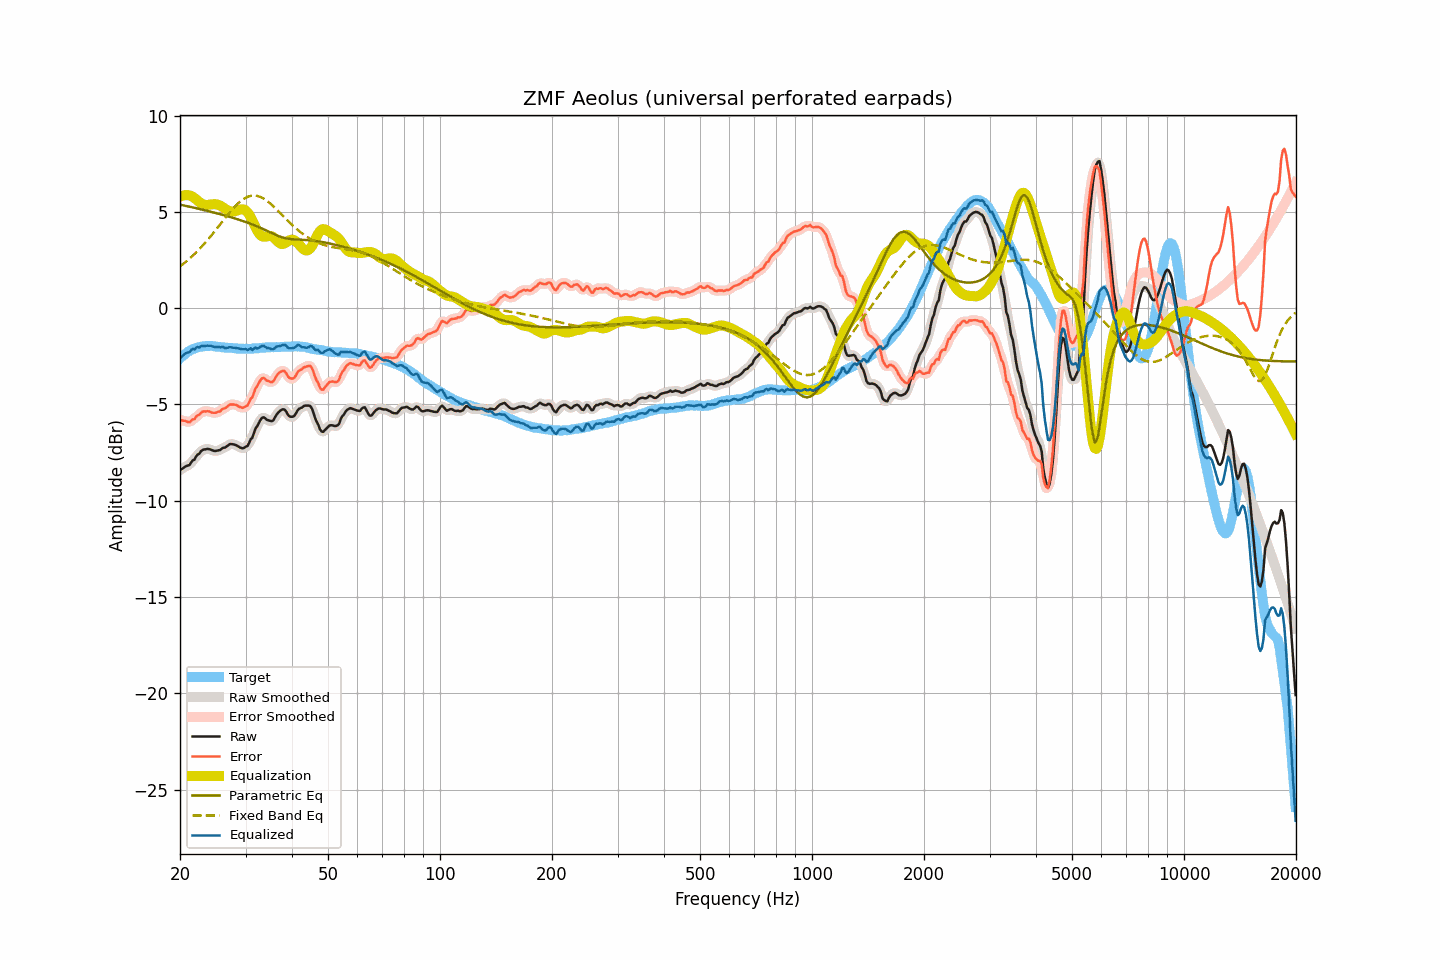 ZMF Aeolus (universal perforated earpads)
10
5
0
−5
−10
−15
−20
−25
Amplitude (dBr)
Target
Raw Smoothed
Error Smoothed
Raw
Error
Equalization
Parametric Eq
Fixed Band Eq
Equalized
20 50 100 200 500 1000 2000 5000 10000 20000
Frequency (Hz)